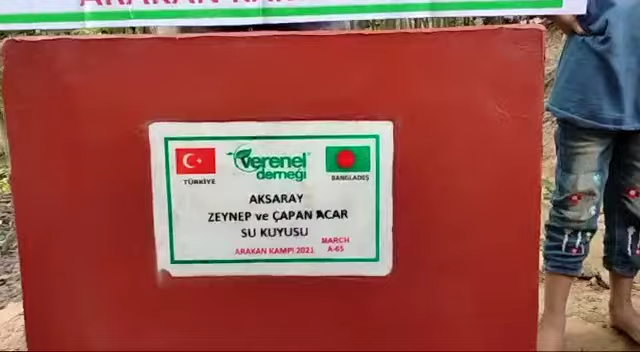 verenel
derneği
TÜRKİYE
BANGLADEŞ
AKSARAY
ZEYNEP ve ÇAPAN ACAR
SU KUYUSU
ARAKAN KAMPI 2021 MARCH
A-65